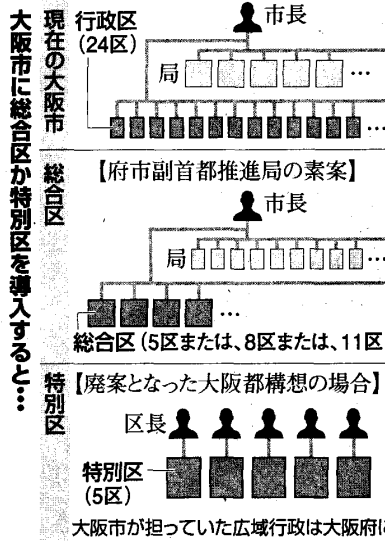 大阪市に総合区か特別区を導入すると…
現在の大阪市
市長
行政区
(24区)
局
…
…
総合区
【府市副首都推進局の素案】
市長
局
…
…
総合区(5区または、8区または、11区
特別区
【廃案となった大阪都構想の場合】
区長
特別区
(5区)
大阪市が担っていた広域行政は大阪府に